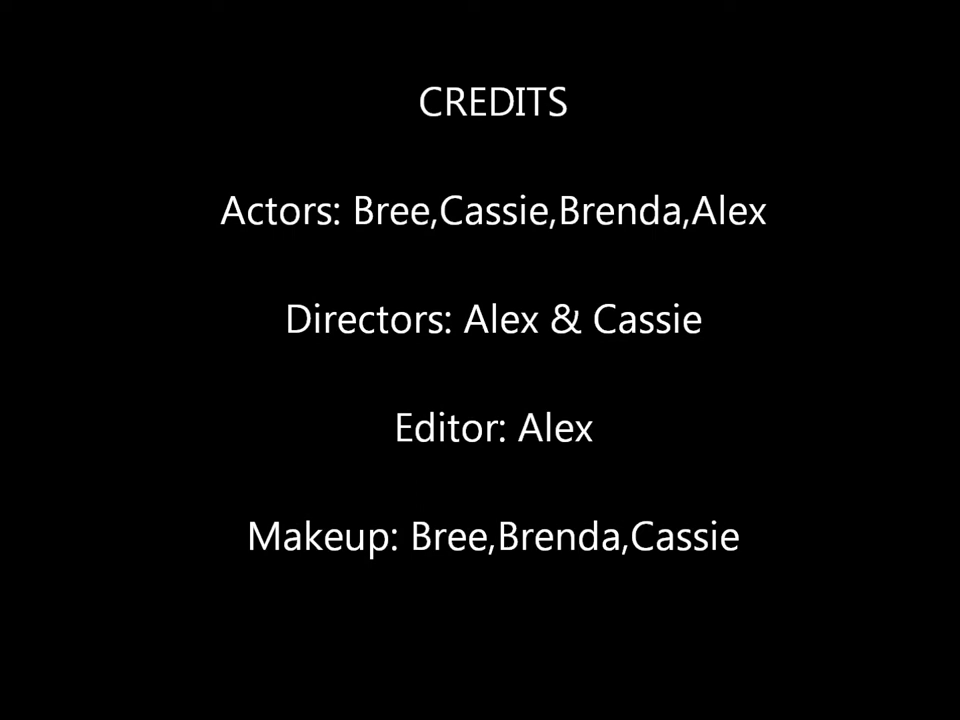 CREDITS
Actors: Bree,Cassie,Brenda,Alex
Directors: Alex & Cassie
Editor: Alex
Makeup: Bree,Brenda,Cassie